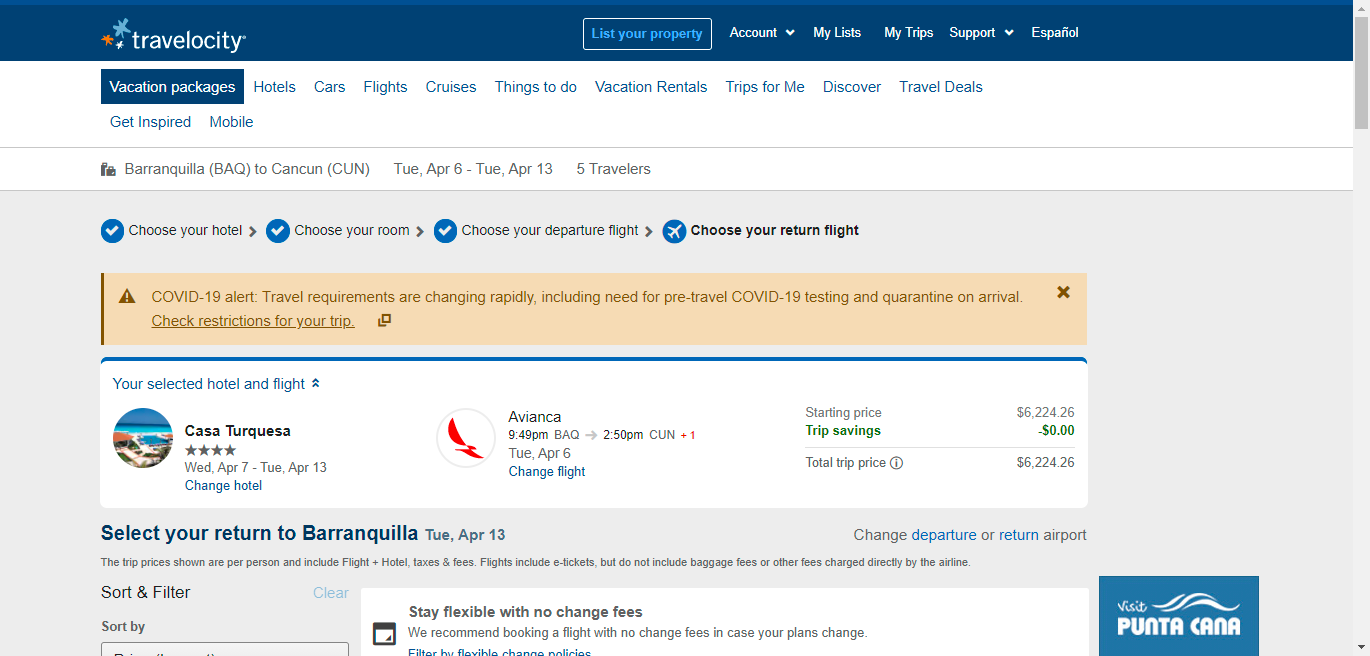 travelocity
List your property
Account
My Lists
My Trips
Support
Español
Vacation packages
Hotels
Cars
Flights
Cruises
Things to do
Vacation Rentals
Trips for Me
Discover
Travel Deals
Get Inspired
Mobile
Barranquilla (BAQ) to Cancun (CUN)
Tue, Apr 6 - Tue, Apr 13
5 Travelers
Choose your hotel
Choose your room
Choose your departure flight
Choose your return flight
COVID-19 alert: Travel requirements are changing rapidly, including need for pre-travel COVID-19 testing and quarantine on arrival.
Check restrictions for your trip.
Your selected hotel and flight
Casa Turquesa
Wed, Apr 7 - Tue, Apr 13
Change hotel
Avianca
9:49pm BAQ → 2:50pm CUN + 1
Tue, Apr 6
Change flight
Starting price $6,224.26
Trip savings -$0.00
Total trip price $6,224.26
Select your return to Barranquilla Tue, Apr 13
Change departure or return airport
The trip prices shown are per person and include Flight + Hotel, taxes & fees. Flights include e-tickets, but do not include baggage fees or other fees charged directly by the airline.
Sort & Filter
Clear
Sort by
Stay flexible with no change fees
We recommend booking a flight with no change fees in case your plans change.
Filter by flexible change policies
Visit
PUNTA CANA